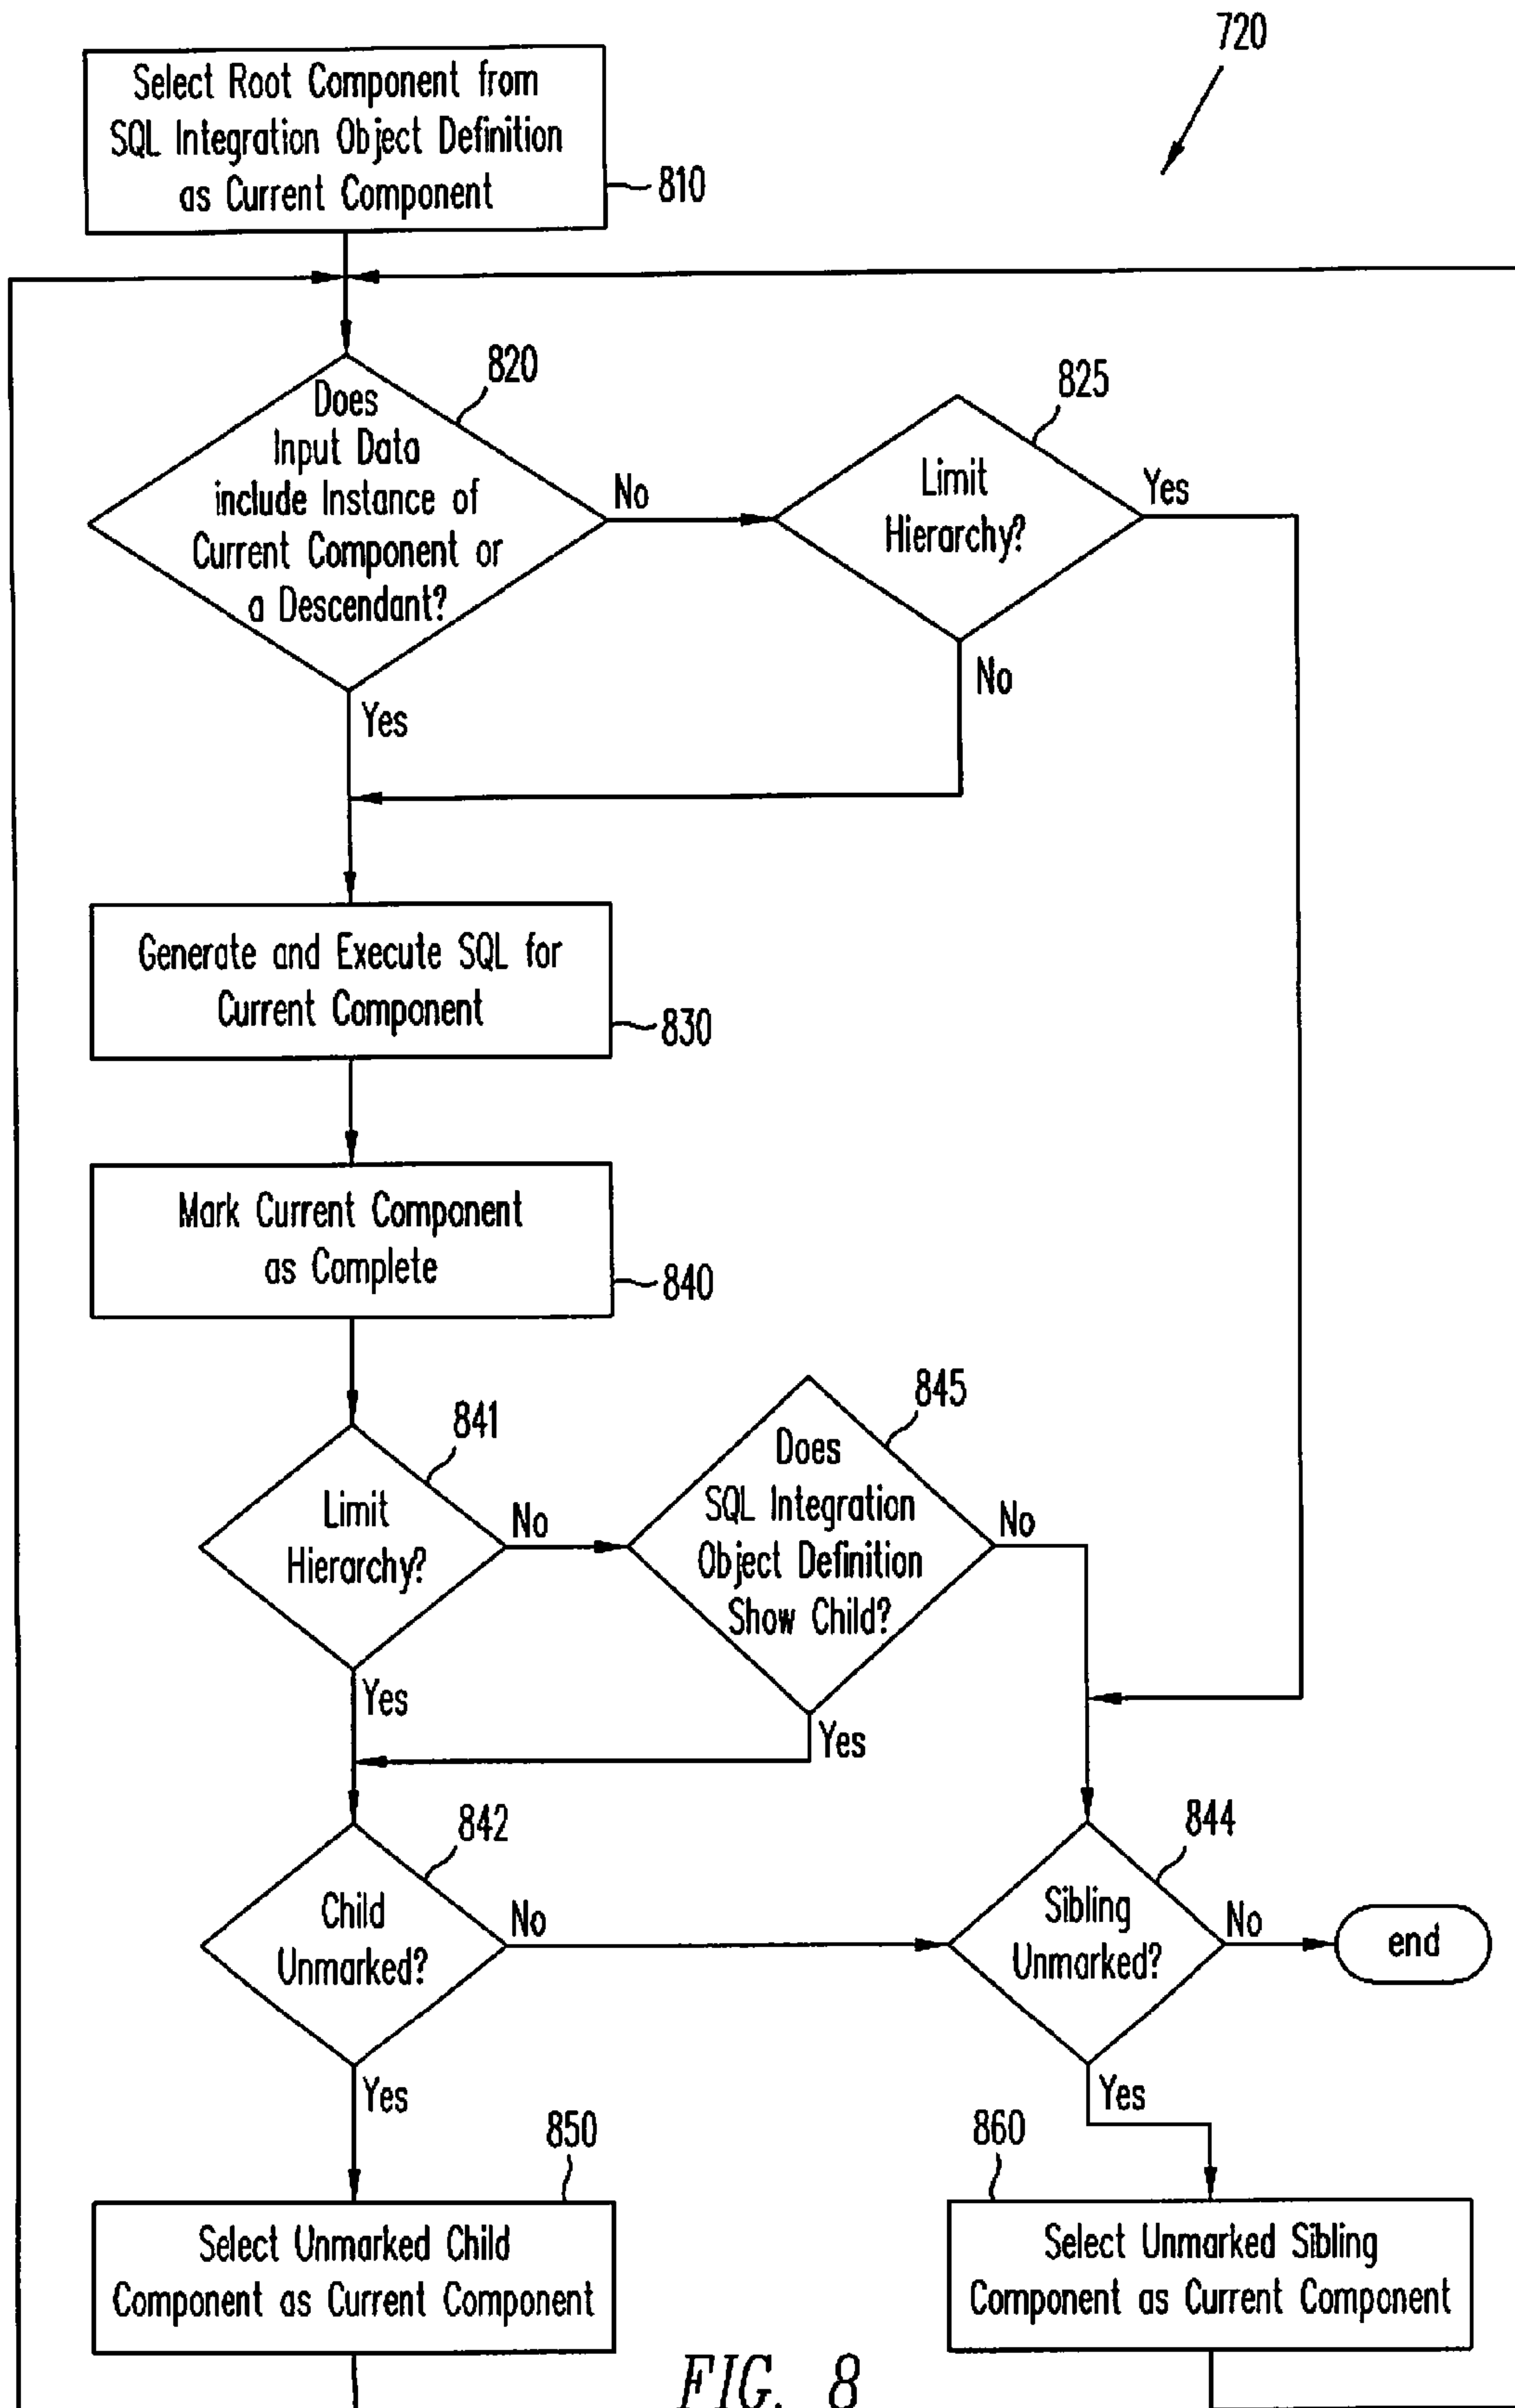 720
Select Root Component from
SQL Integration Object Definition
as Current Component
810
820
Does
Input Data
include Instance of
Current Component or
a Descendant?
No
Yes
825
Limit
Hierarchy?
Yes
No
Generate and Execute SQL for
Current Component
830
Mark Current Component
as Complete
840
841
Limit
Hierarchy?
No
Yes
845
Does
SQL Integration
Object Definition
Show Child?
No
Yes
842
Child
Unmarked?
No
Yes
844
Sibling
Unmarked?
No
end
Yes
850
Select Unmarked Child
Component as Current Component
860
Select Unmarked Sibling
Component as Current Component
FIG. 8